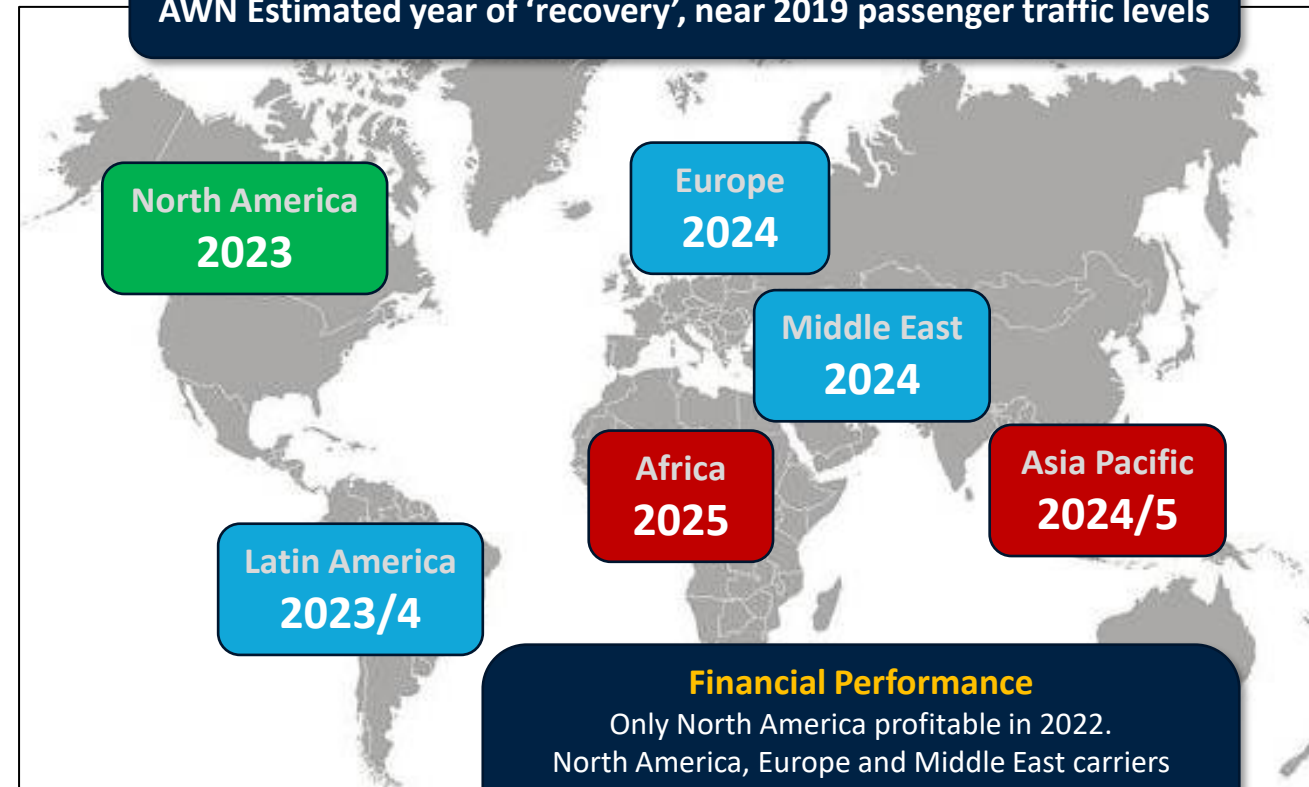 AWN Estimated year of ‘recovery’, near 2019 passenger traffic levels
North America
2023
Europe
2024
Middle East
2024
Africa
2025
Asia Pacific
2024/5
Latin America
2023/4
Financial Performance
Only North America profitable in 2022.
North America, Europe and Middle East carriers